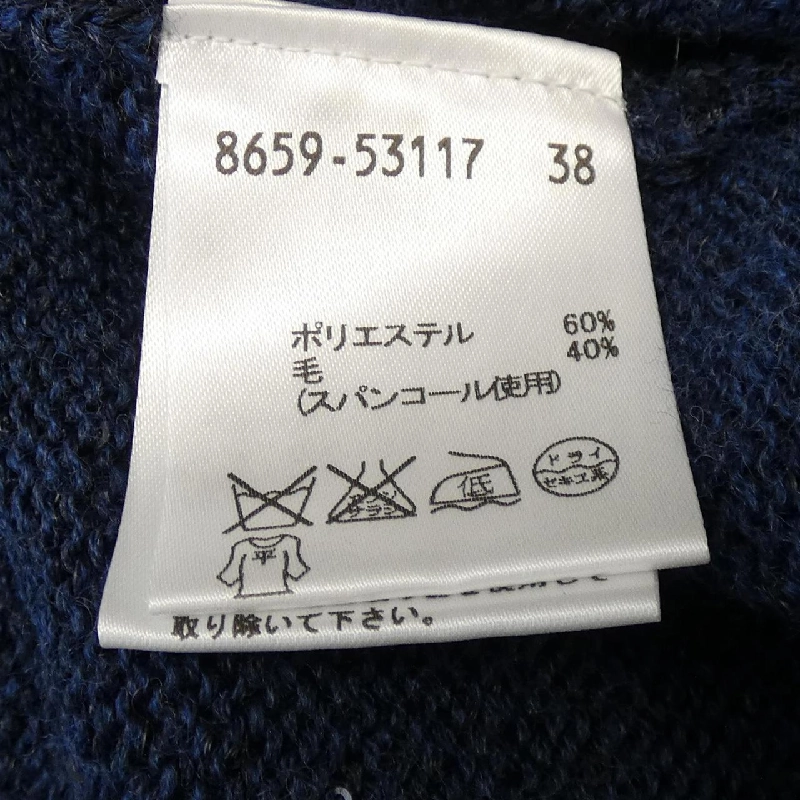 8659-53117 38
ポリエステル 60%
毛 40%
(スパンコール使用)
低
ドライ
セキユ系
平
取り除いて下さい。